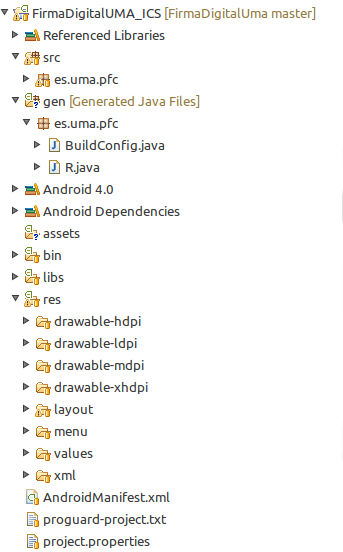 FirmaDigitalUMA_ICS [FirmaDigitalUma master]
Referenced Libraries
src
es.uma.pfc
gen [Generated Java Files]
es.uma.pfc
BuildConfig.java
R.java
Android 4.0
Android Dependencies
assets
bin
libs
res
drawable-hdpi
drawable-ldpi
drawable-mdpi
drawable-xhdpi
layout
menu
values
xml
AndroidManifest.xml
proguard-project.txt
project.properties